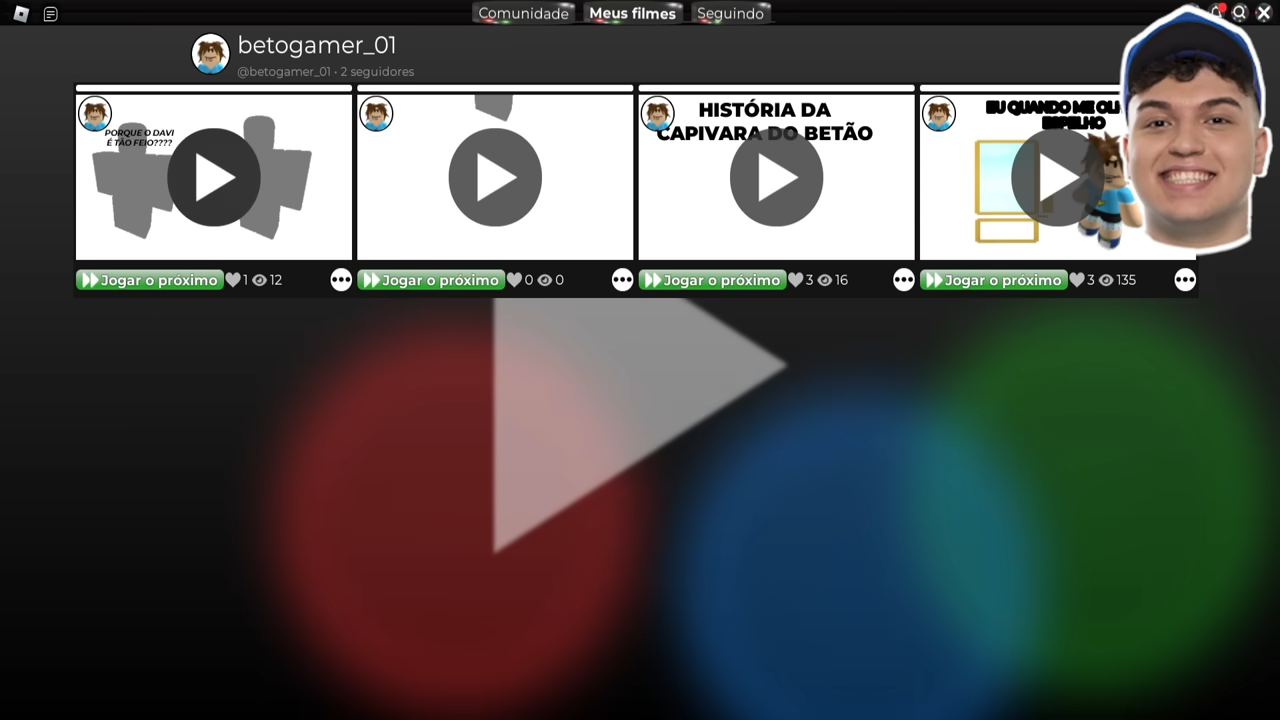 Comunidade
Meus filmes
Seguindo
betogamer_01
@betogamer_01 · 2 seguidores
PORQUE O DAVI
É TÃO FEIO????
HISTÓRIA DA
CAPIVARA DO BETÃO
EU QUANDO ME OL
ESPELHO
Jogar o próximo 1 12
Jogar o próximo 0 0
Jogar o próximo 3 16
Jogar o próximo 3 135